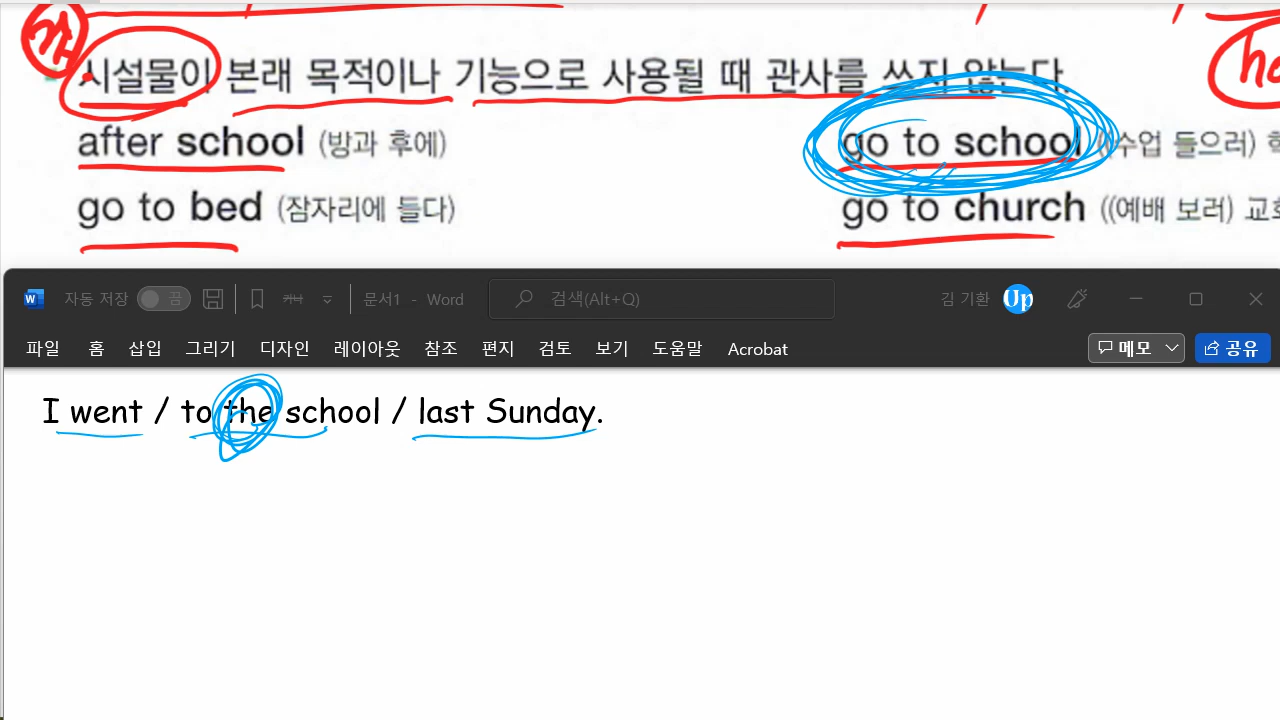 시설물이 본래 목적이나 기능으로 사용될 때 관사를 쓰지 않는다.
after school (방과 후에)
go to school ((수업 들으러)
go to bed (잠자리에 들다)
go to church ((예배 보러)
자동 저장 끔 가나 문서1 - Word 검색(Alt+Q) 김 기환 Up
파일 홈 삽입 그리기 디자인 레이아웃 참조 편지 검토 보기 도움말 Acrobat 메모 공유
I went / to the school / last Sunday.